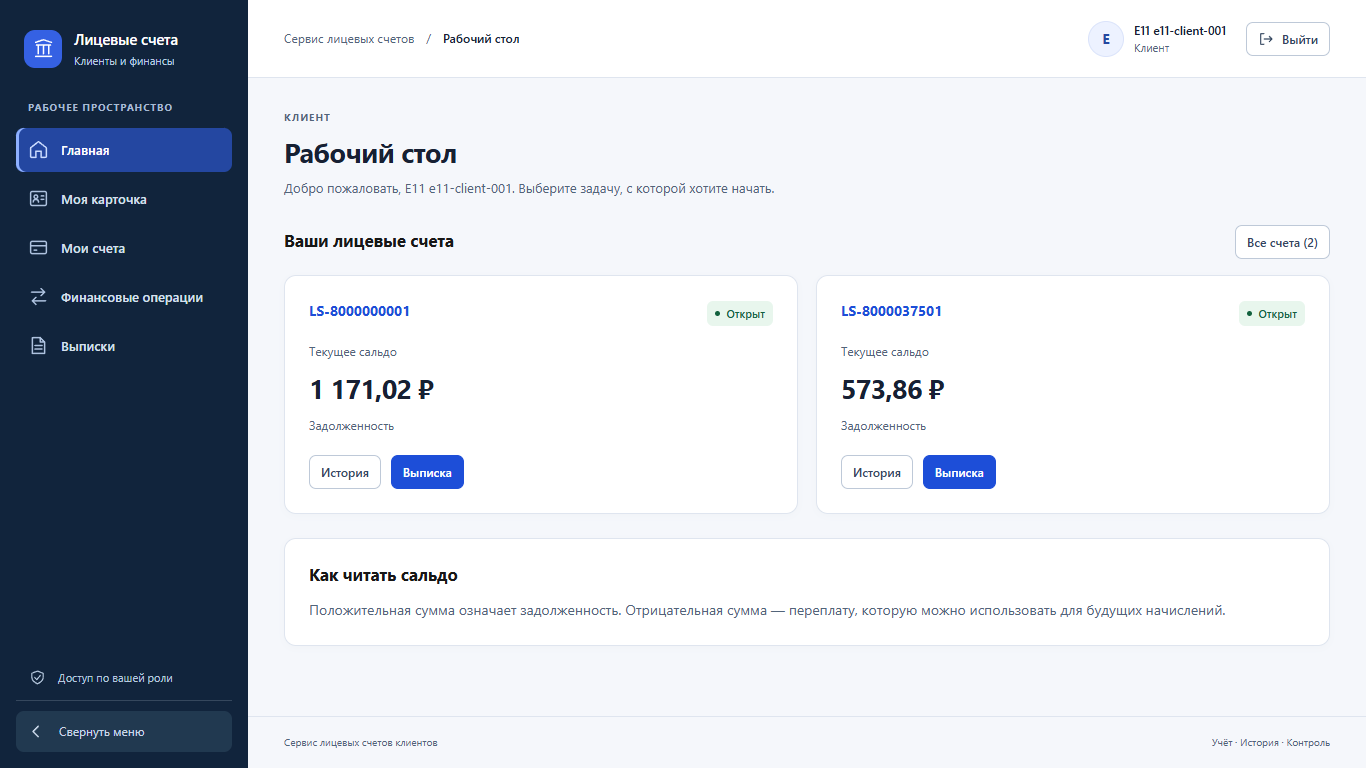 Лицевые счета
Клиенты и финансы
РАБОЧЕЕ ПРОСТРАНСТВО
Главная
Моя карточка
Мои счета
Финансовые операции
Выписки
Доступ по вашей роли
Свернуть меню
Сервис лицевых счетов / Рабочий стол
E
E11 e11-client-001
Клиент
Выйти
КЛИЕНТ
Рабочий стол
Добро пожаловать, E11 e11-client-001. Выберите задачу, с которой хотите начать.
Ваши лицевые счета
Все счета (2)
LS-8000000001
Открыт
Текущее сальдо
1 171,02 ₽
Задолженность
История
Выписка
LS-8000037501
Открыт
Текущее сальдо
573,86 ₽
Задолженность
История
Выписка
Как читать сальдо
Положительная сумма означает задолженность. Отрицательная сумма — переплату, которую можно использовать для будущих начислений.
Сервис лицевых счетов клиентов
Учёт · История · Контроль